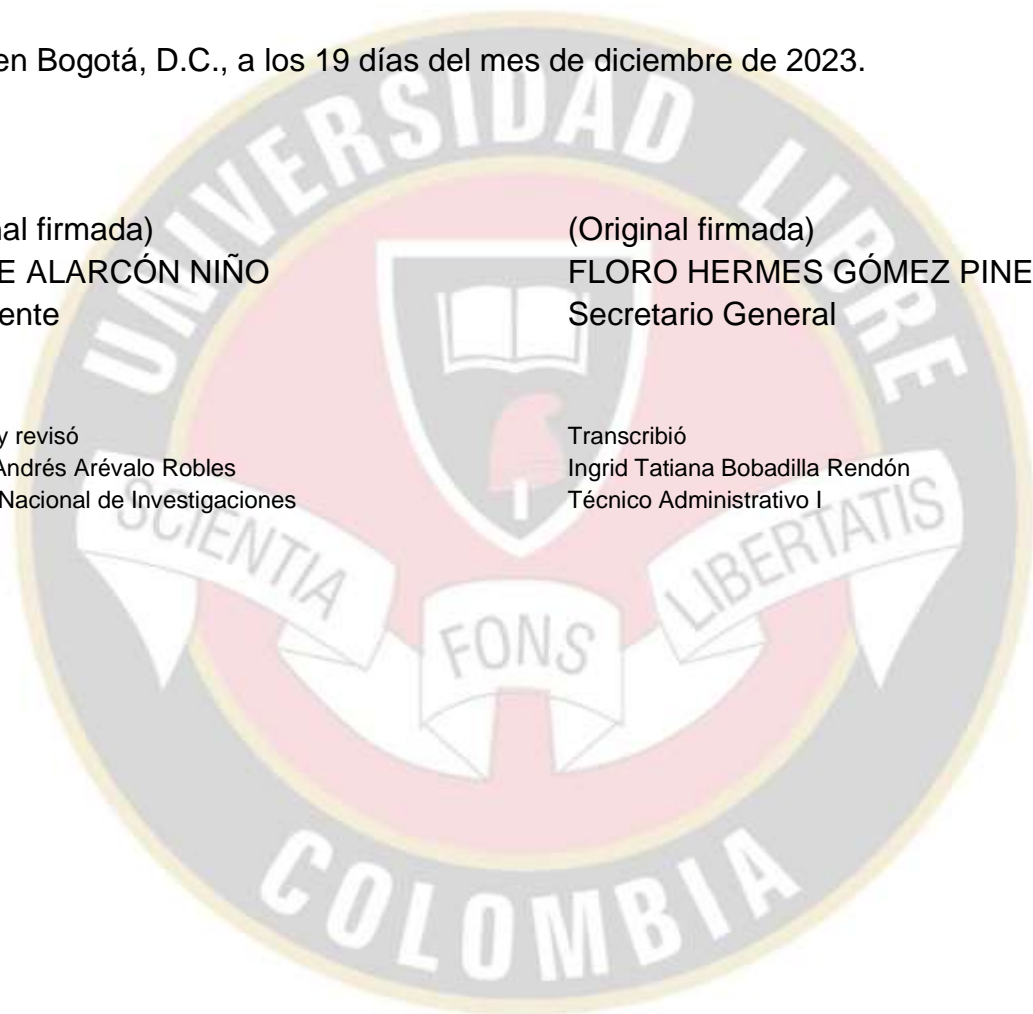 en Bogotá, D.C., a los 19 días del mes de diciembre de 2023.
nal firmada) (Original firmada)
E ALARCÓN NIÑO FLORO HERMES GÓMEZ PINE
ente Secretario General
y revisó Transcribió
Andrés Arévalo Robles Ingrid Tatiana Bobadilla Rendón
Nacional de Investigaciones Técnico Administrativo I
UNIVERSIDAD LIBRE
SCIENTIA FONS LIBERTATIS
COLOMBIA